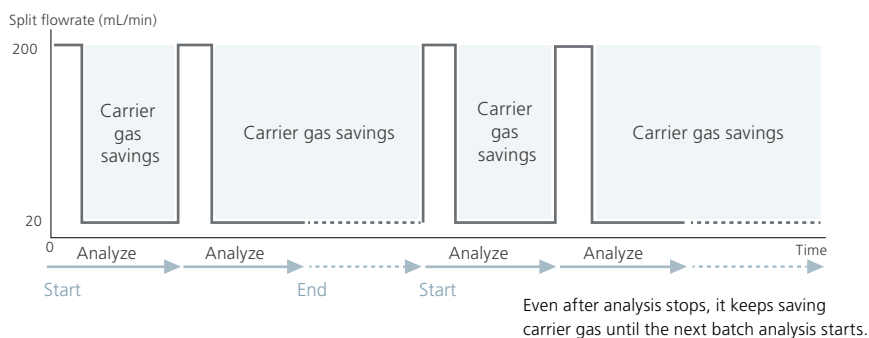 Split flowrate (mL/min)
200
Carrier
gas
savings
Carrier gas savings
Carrier
gas
savings
Carrier gas savings
20
0
Analyze
Analyze
Analyze
Analyze
Time
Start
End
Start
Even after analysis stops, it keeps saving
carrier gas until the next batch analysis starts.